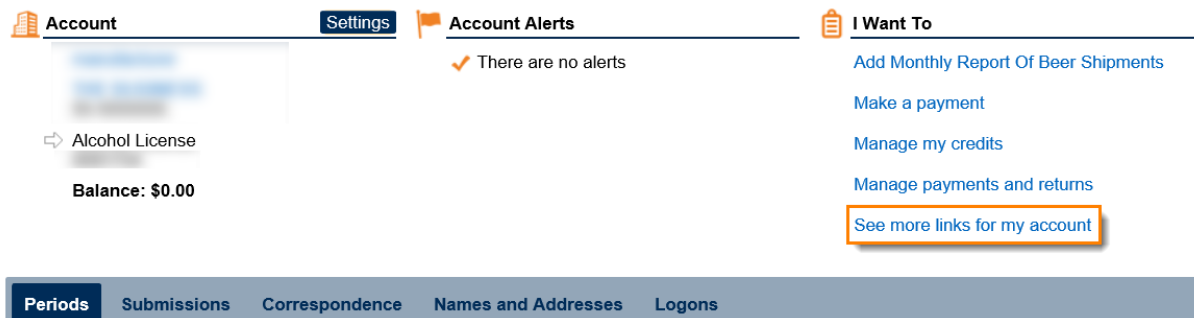 Account
Settings
Alcohol License
Balance: $0.00
Account Alerts
There are no alerts
I Want To
Add Monthly Report Of Beer Shipments
Make a payment
Manage my credits
Manage payments and returns
See more links for my account
Periods Submissions Correspondence Names and Addresses Logons